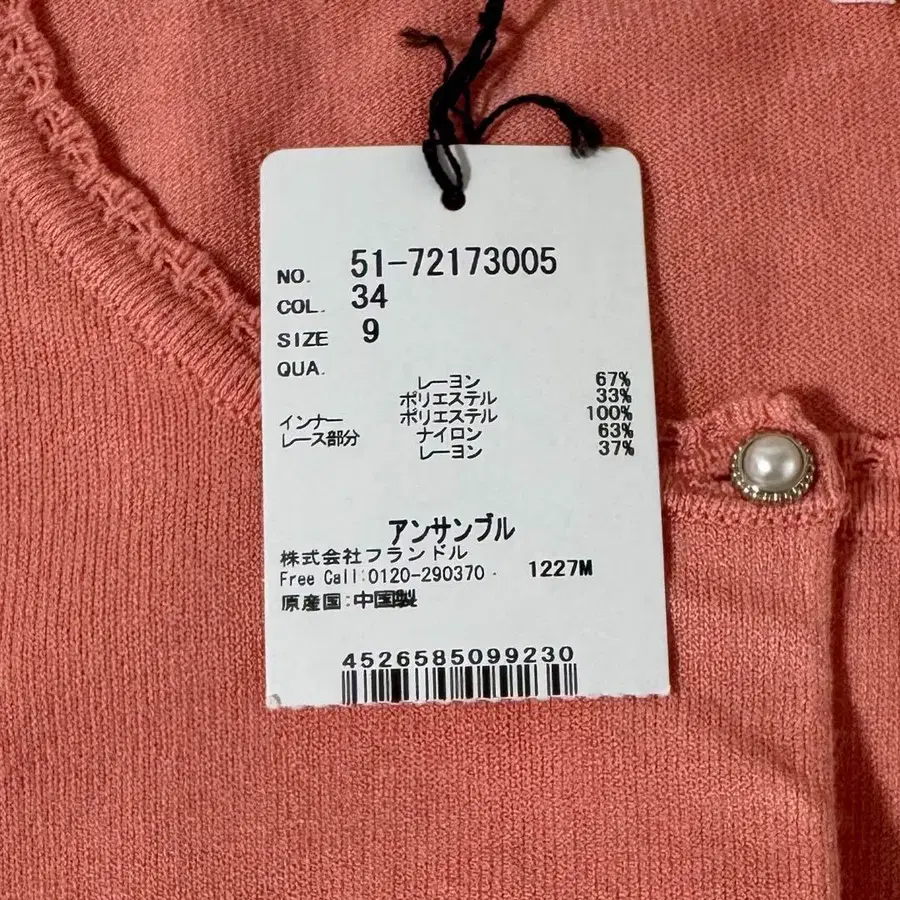 NO. 51-72173005
COL. 34
SIZE 9
QUA.
レーヨン 67%
ポリエステル 33%
インナー ポリエステル 100%
レース部分 ナイロン 63%
レーヨン 37%
アンサンブル
株式会社フランドル
Free Call:0120-290370 1227M
原産国:中国製
4526585099230